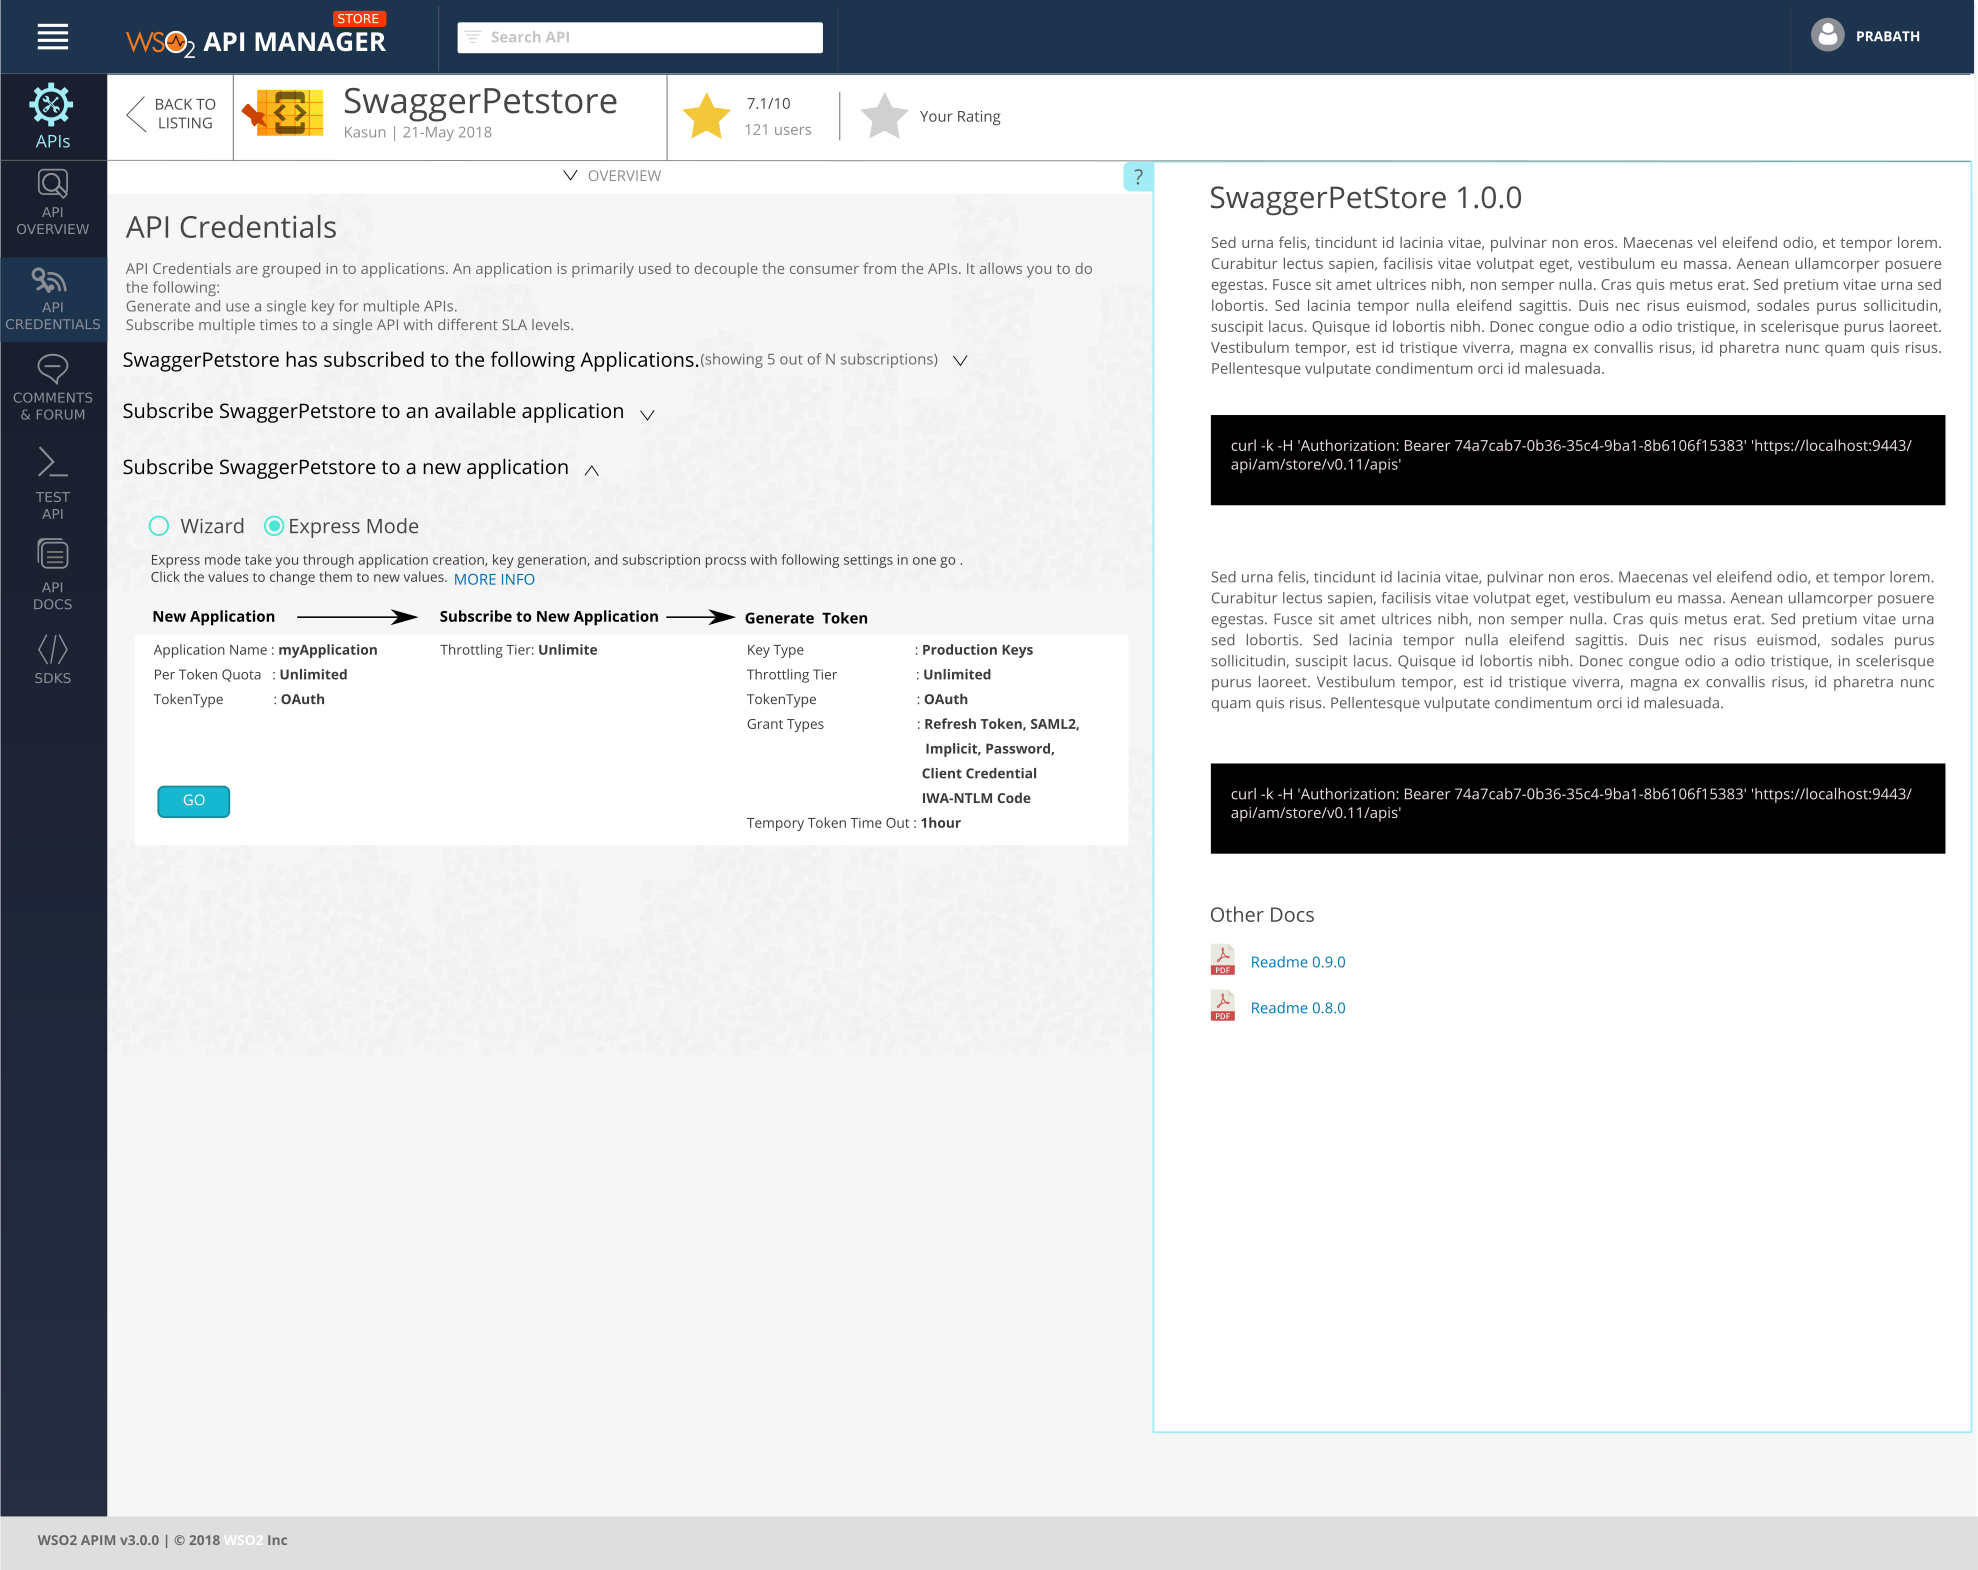 STORE
WSO2 API MANAGER
Search API
PRABATH
APIs
BACK TO
LISTING
SwaggerPetstore
Kasun | 21-May 2018
7.1/10
121 users
Your Rating
API
OVERVIEW
API
CREDENTIALS
COMMENTS
& FORUM
TEST
API
API
DOCS
SDKS
OVERVIEW
?
API Credentials
API Credentials are grouped in to applications. An application is primarily used to decouple the consumer from the APIs. It allows you to do
the following:
Generate and use a single key for multiple APIs.
Subscribe multiple times to a single API with different SLA levels.
SwaggerPetstore has subscribed to the following Applications.(showing 5 out of N subscriptions)
Subscribe SwaggerPetstore to an available application
Subscribe SwaggerPetstore to a new application
Wizard Express Mode
Express mode take you through application creation, key generation, and subscription procss with following settings in one go .
Click the values to change them to new values. MORE INFO
New Application Subscribe to New Application Generate Token
Application Name : myApplication
Per Token Quota : Unlimited
TokenType : OAuth
GO
Throttling Tier: Unlimite
Key Type : Production Keys
Throttling Tier : Unlimited
TokenType : OAuth
Grant Types : Refresh Token, SAML2,
Implicit, Password,
Client Credential
IWA-NTLM Code
Tempory Token Time Out : 1hour
SwaggerPetStore 1.0.0
Sed urna felis, tincidunt id lacinia vitae, pulvinar non eros. Maecenas vel eleifend odio, et tempor lorem.
Curabitur lectus sapien, facilisis vitae volutpat eget, vestibulum eu massa. Aenean ullamcorper posuere
egestas. Fusce sit amet ultrices nibh, non semper nulla. Cras quis metus erat. Sed pretium vitae urna sed
lobortis. Sed lacinia tempor nulla eleifend sagittis. Duis nec risus euismod, sodales purus sollicitudin,
suscipit lacus. Quisque id lobortis nibh. Donec congue odio a odio tristique, in scelerisque purus laoreet.
Vestibulum tempor, est id tristique viverra, magna ex convallis risus, id pharetra nunc quam quis risus.
Pellentesque vulputate condimentum orci id malesuada.
curl -k -H 'Authorization: Bearer 74a7cab7-0b36-35c4-9ba1-8b6106f15383' 'https://localhost:9443/
api/am/store/v0.11/apis'
Sed urna felis, tincidunt id lacinia vitae, pulvinar non eros. Maecenas vel eleifend odio, et tempor lorem.
Curabitur lectus sapien, facilisis vitae volutpat eget, vestibulum eu massa. Aenean ullamcorper posuere
egestas. Fusce sit amet ultrices nibh, non semper nulla. Cras quis metus erat. Sed pretium vitae urna
sed lobortis. Sed lacinia tempor nulla eleifend sagittis. Duis nec risus euismod, sodales purus
sollicitudin, suscipit lacus. Quisque id lobortis nibh. Donec congue odio a odio tristique, in scelerisque
purus laoreet. Vestibulum tempor, est id tristique viverra, magna ex convallis risus, id pharetra nunc
quam quis risus. Pellentesque vulputate condimentum orci id malesuada.
curl -k -H 'Authorization: Bearer 74a7cab7-0b36-35c4-9ba1-8b6106f15383' 'https://localhost:9443/
api/am/store/v0.11/apis'
Other Docs
PDF Readme 0.9.0
PDF Readme 0.8.0
WSO2 APIM v3.0.0 | © 2018 WSO2 Inc